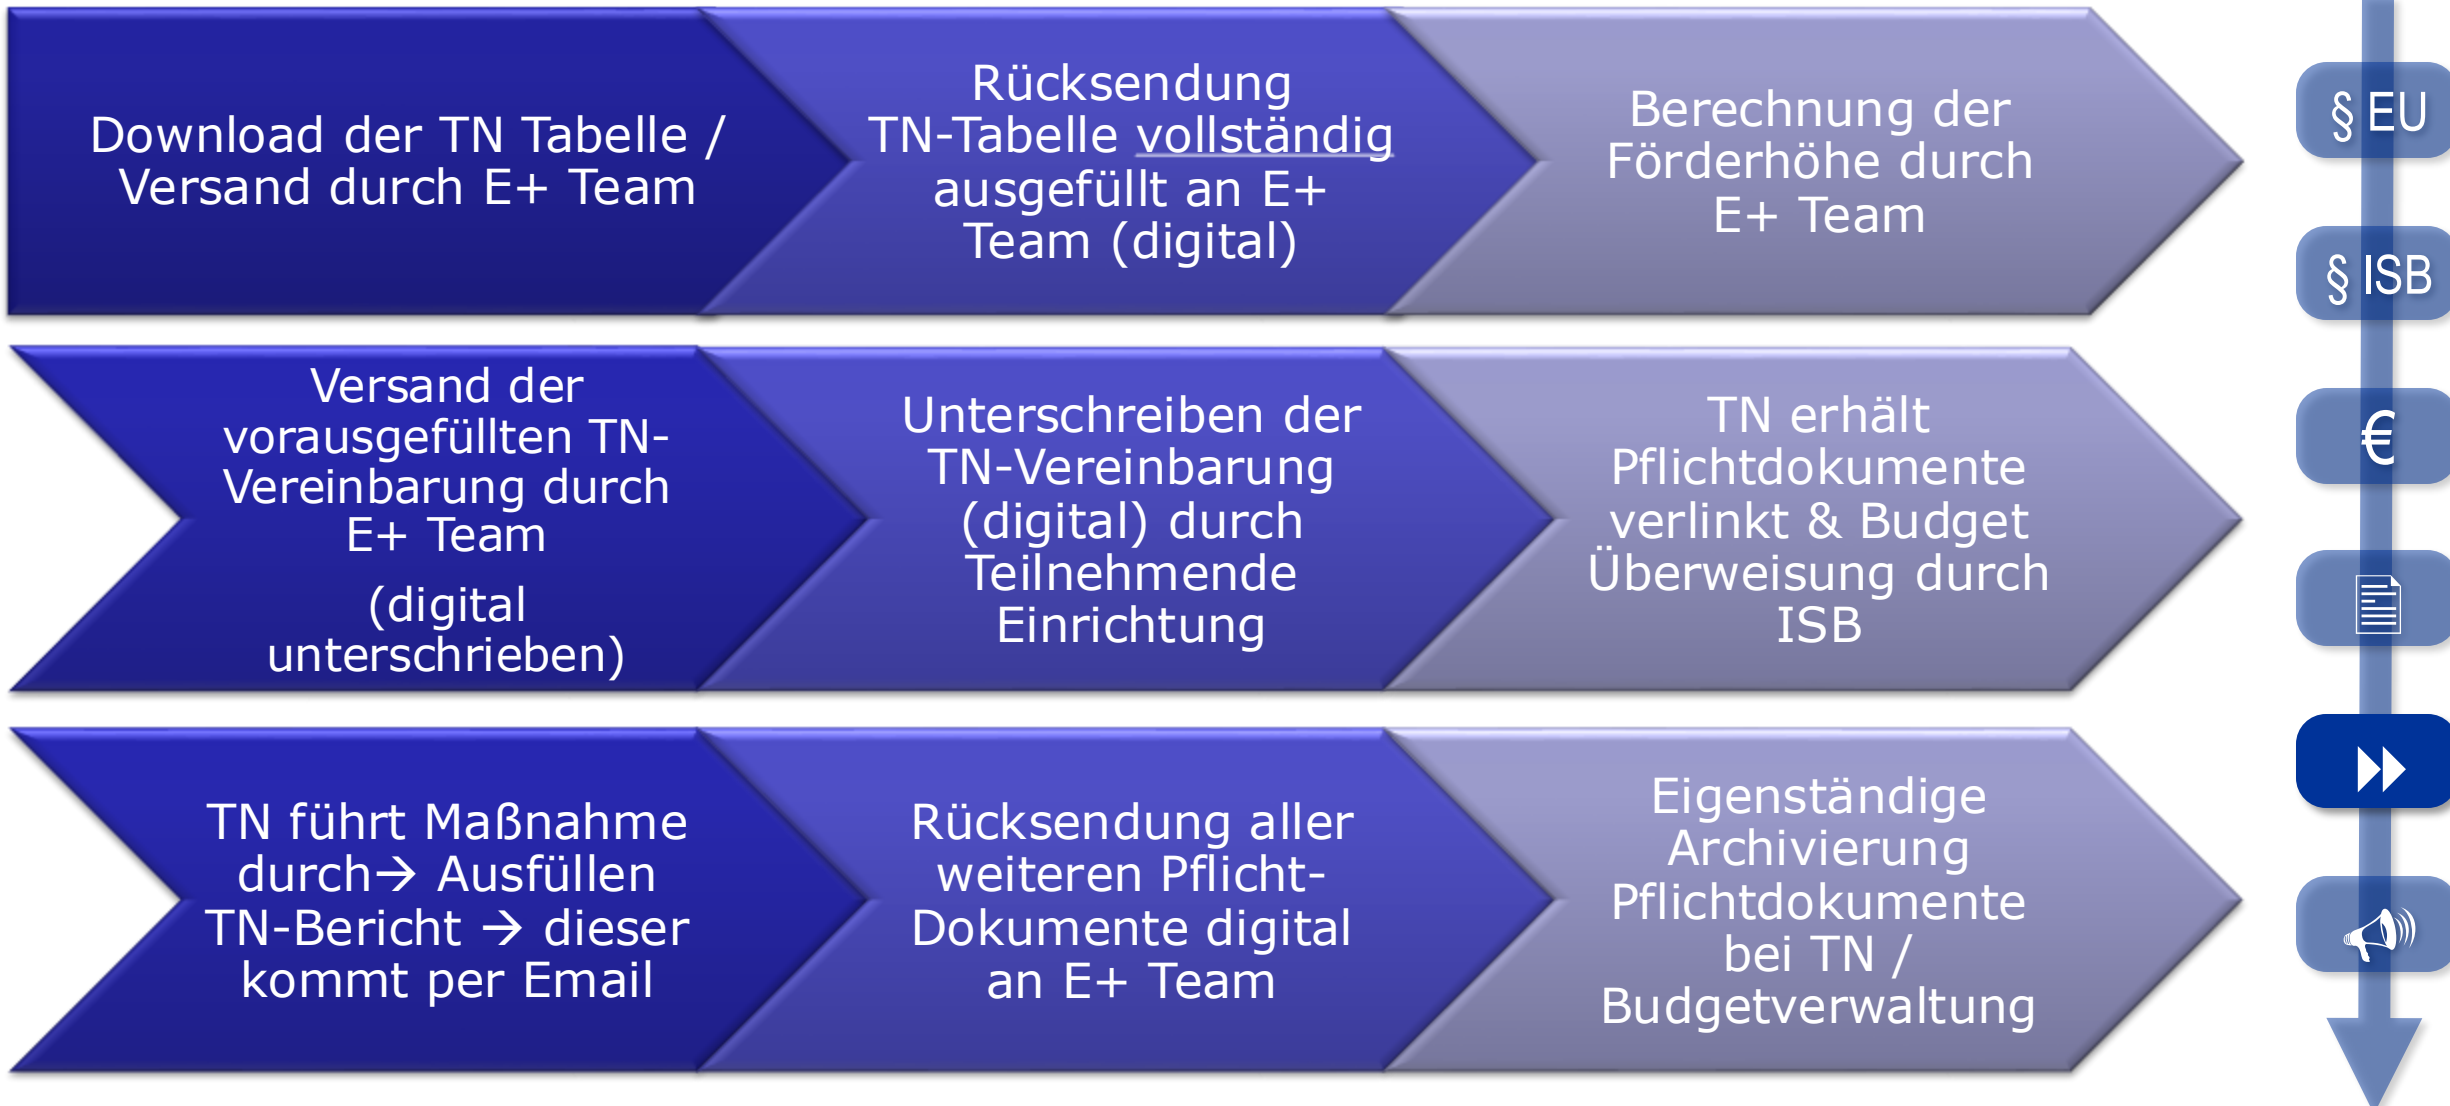 Download der TN Tabelle /
Versand durch E+ Team
Rücksendung
TN-Tabelle vollständig
ausgefüllt an E+
Team (digital)
Berechnung der
Förderhöhe durch
E+ Team
Versand der
vorausgefüllten TN-
Vereinbarung durch
E+ Team
(digital
unterschrieben)
Unterschreiben der
TN-Vereinbarung
(digital) durch
Teilnehmende
Einrichtung
TN erhält
Pflichtdokumente
verlinkt & Budget
Überweisung durch
ISB
TN führt Maßnahme
durch→ Ausfüllen
TN-Bericht → dieser
kommt per Email
Rücksendung aller
weiteren Pflicht-
Dokumente digital
an E+ Team
Eigenständige
Archivierung
Pflichtdokumente
bei TN /
Budgetverwaltung
§ EU
§ ISB
€